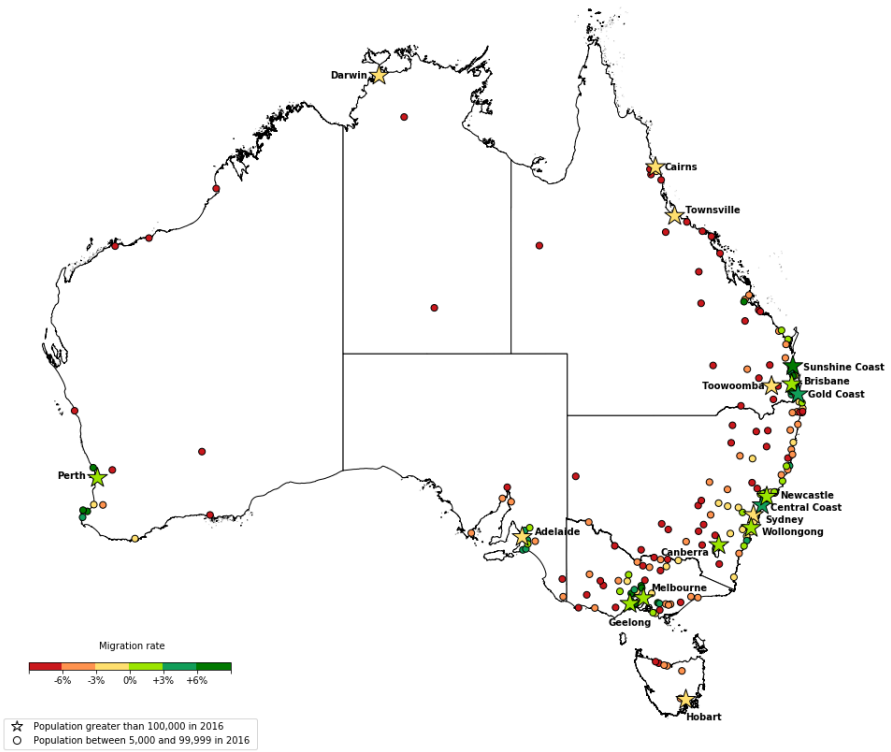 Darwin
Cairns
Townsville
Sunshine Coast
Brisbane
Toowoomba
Gold Coast
Perth
Newcastle
Central Coast
Sydney
Wollongong
Adelaide
Canberra
Melbourne
Geelong
Hobart
Migration rate
-6% -3% 0% +3% +6%
Population greater than 100,000 in 2016
Population between 5,000 and 99,999 in 2016